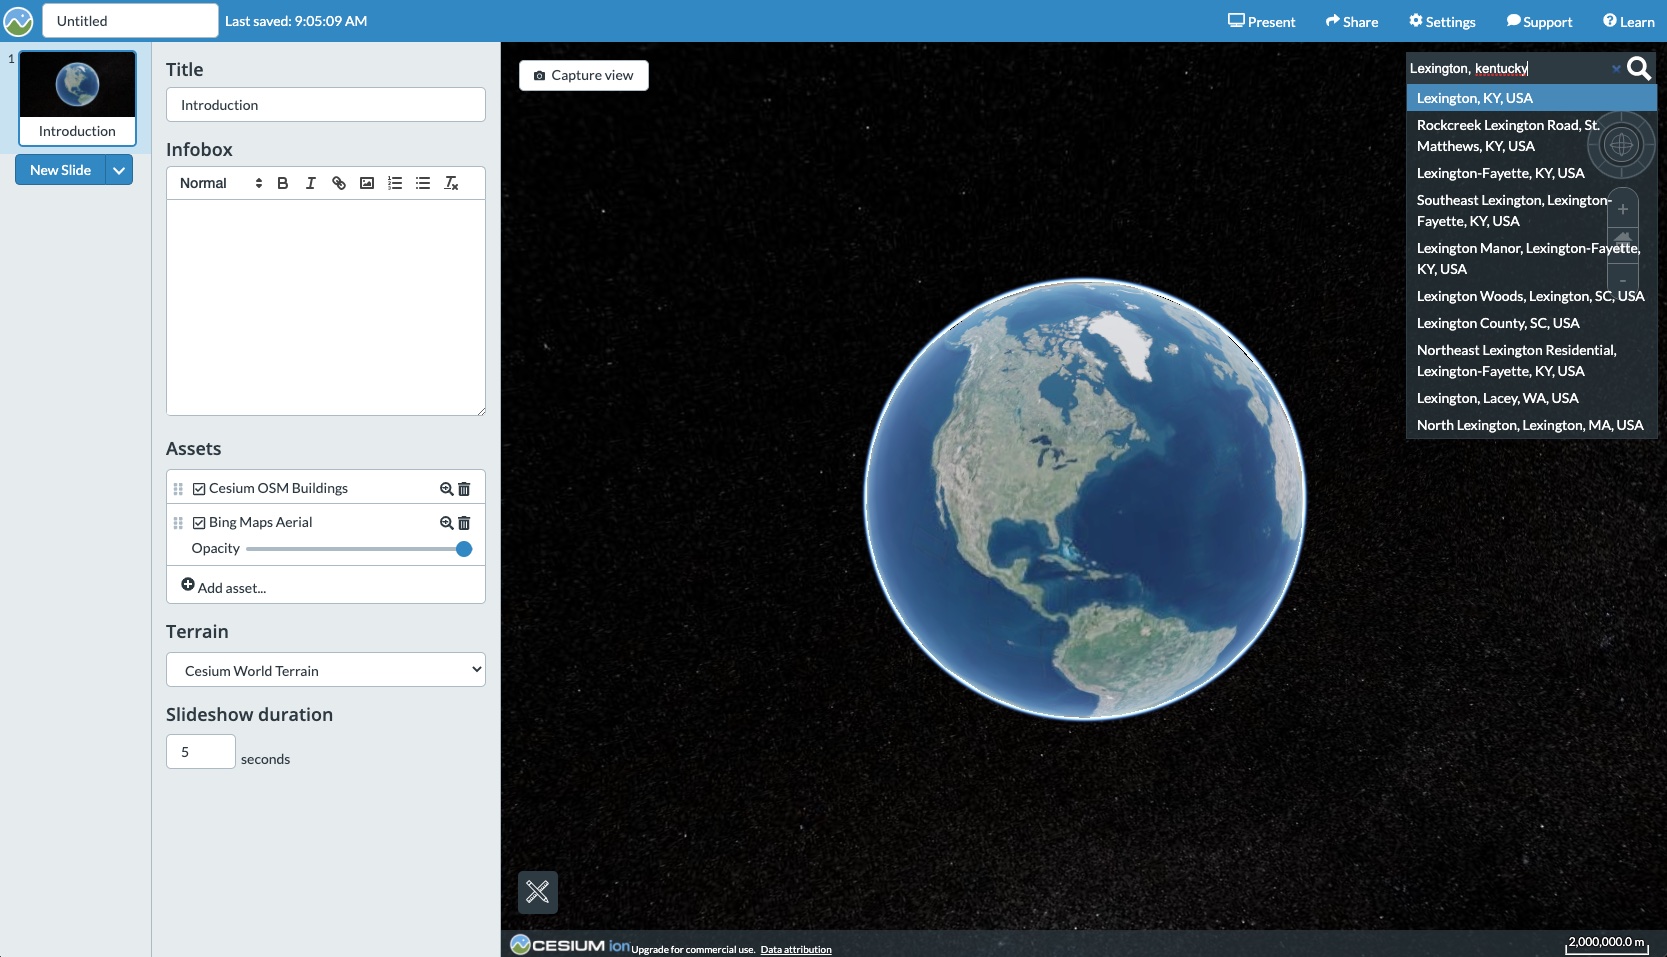 Untitled
Last saved: 9:05:09 AM
Present
Share
Settings
Support
Learn
1
Introduction
New Slide
Title
Introduction
Infobox
Normal
Assets
Cesium OSM Buildings
Bing Maps Aerial
Opacity
Add asset...
Terrain
Cesium World Terrain
Slideshow duration
5
seconds
Capture view
Lexington, kentucky
Lexington, KY, USA
Rockcreek Lexington Road, St.
Matthews, KY, USA
Lexington-Fayette, KY, USA
Southeast Lexington, Lexington-
Fayette, KY, USA
Lexington Manor, Lexington-Fayette,
KY, USA
Lexington Woods, Lexington, SC, USA
Lexington County, SC, USA
Northeast Lexington Residential,
Lexington-Fayette, KY, USA
Lexington, Lacey, WA, USA
North Lexington, Lexington, MA, USA
CESIUM ion Upgrade for commercial use. Data attribution
2,000,000.0 m